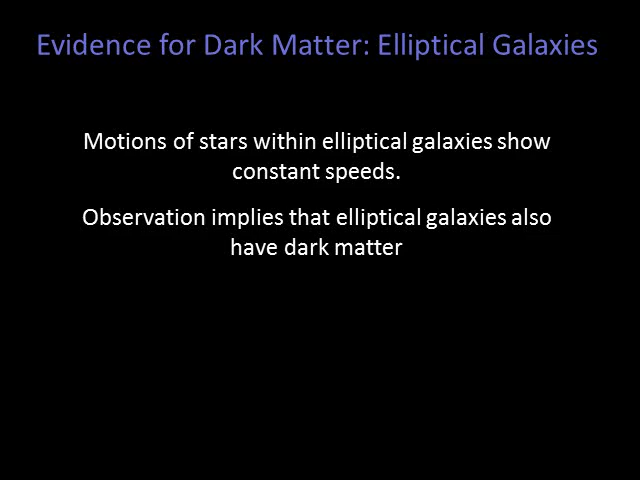 Evidence for Dark Matter: Elliptical Galaxies
Motions of stars within elliptical galaxies show
constant speeds.
Observation implies that elliptical galaxies also
have dark matter